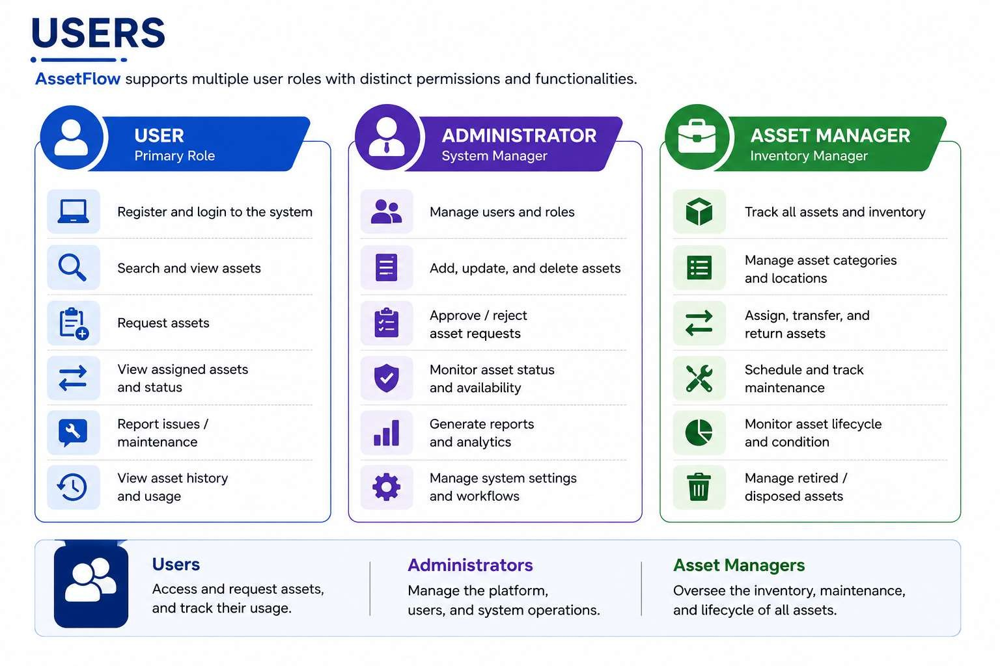 USERS
AssetFlow supports multiple user roles with distinct permissions and functionalities.
USER
Primary Role
Register and login to the system
Search and view assets
Request assets
View assigned assets
and status
Report issues /
maintenance
View asset history
and usage
ADMINISTRATOR
System Manager
Manage users and roles
Add, update, and delete assets
Approve / reject
asset requests
Monitor asset status
and availability
Generate reports
and analytics
Manage system settings
and workflows
ASSET MANAGER
Inventory Manager
Track all assets and inventory
Manage asset categories
and locations
Assign, transfer, and
return assets
Schedule and track
maintenance
Monitor asset lifecycle
and condition
Manage retired /
disposed assets
Users
Access and request assets,
and track their usage.
Administrators
Manage the platform,
users, and system operations.
Asset Managers
Oversee the inventory, maintenance,
and lifecycle of all assets.